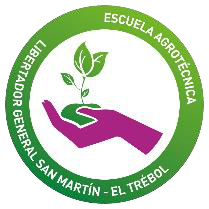 ESCUELA AGROTÉCNICA
LIBERTADOR GENERAL SAN MARTÍN - EL TRÉBOL